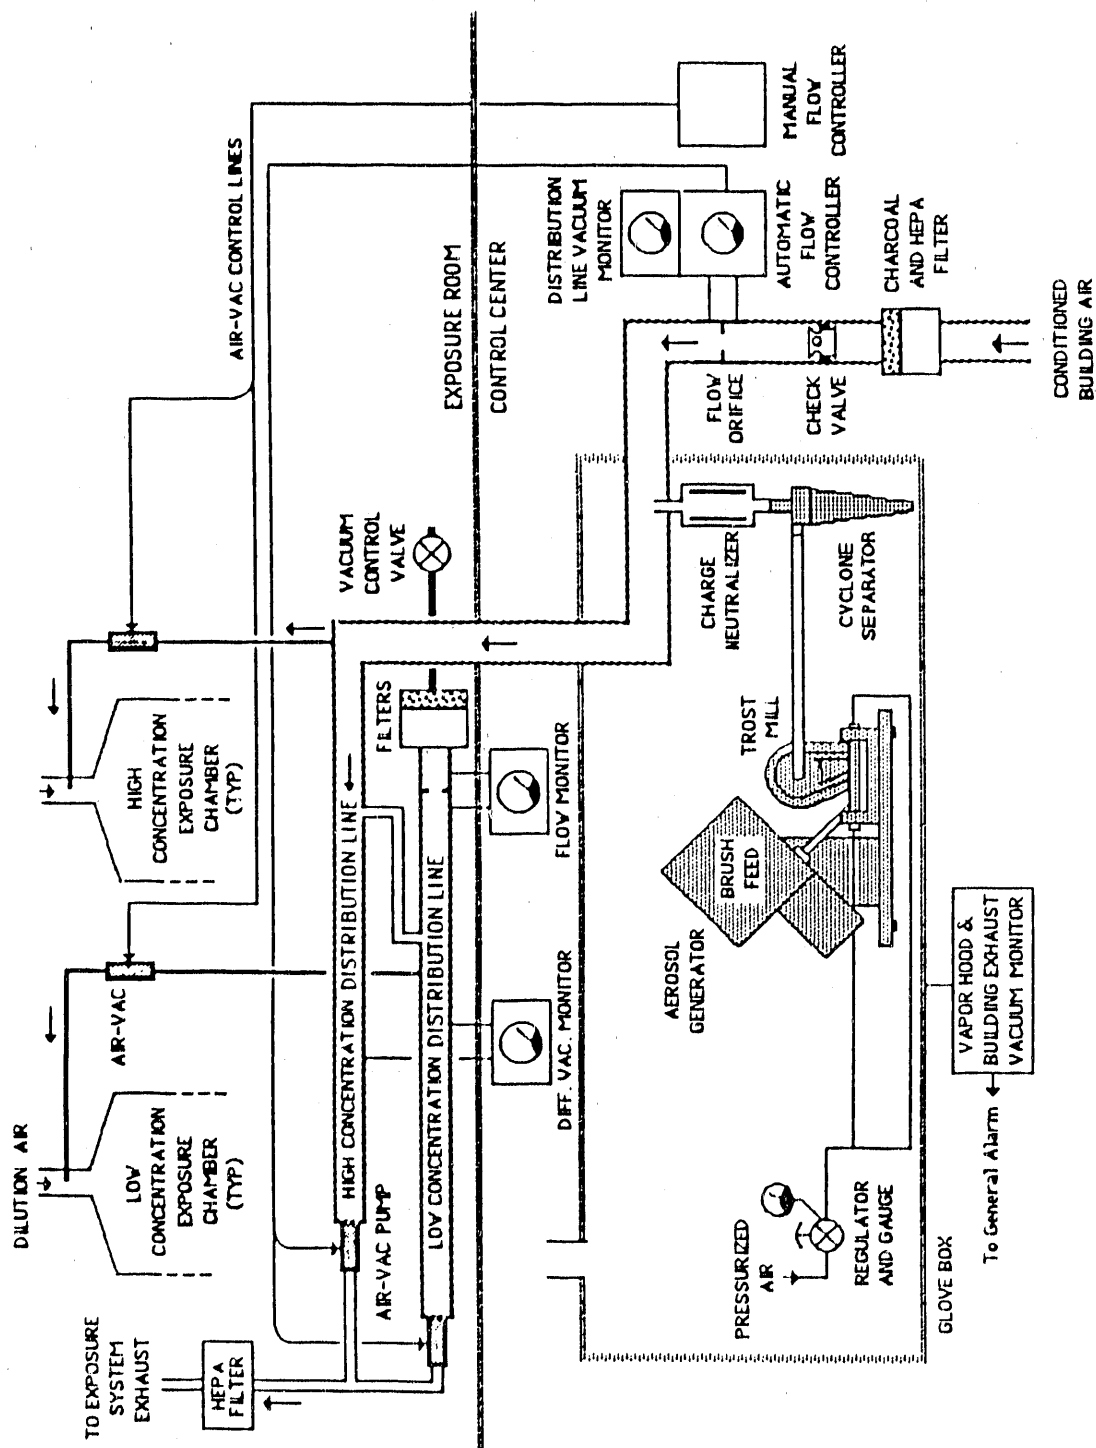 DILUTION AIR
LOW
CONCENTRATION
EXPOSURE
CHAMBER
(TYP)
AIR-VAC
HIGH
CONCENTRATION
EXPOSURE
CHAMBER
(TYP)
AIR-VAC CONTROL LINES
TO EXPOSURE
SYSTEM
EXHAUST
HEPA
FILTER
AIR-VAC PUMP
HIGH CONCENTRATION DISTRIBUTION LINE
LOW CONCENTRATION DISTRIBUTION LINE
FILTERS
VACUUM
CONTROL
VALVE
EXPOSURE ROOM
CONTROL CENTER
DIFF. VAC. MONITOR
FLOW MONITOR
DISTRIBUTION
LINE VACUUM
MONITOR
MANUAL
FLOW
CONTROLLER
AUTOMATIC
FLOW
CONTROLLER
FLOW
ORIFICE
CHECK
VALVE
CHARCOAL
AND HEPA
FILTER
CONDITIONED
BUILDING AIR
AEROSOL
GENERATOR
BRUSH
FEED
TROST
MILL
CHARGE
NEUTRALIZER
CYCLONE
SEPARATOR
PRESSURIZED
AIR
REGULATOR
AND GAUGE
GLOVE BOX
VAPOR HOOD &
BUILDING EXHAUST
VACUUM MONITOR
To General Alarm